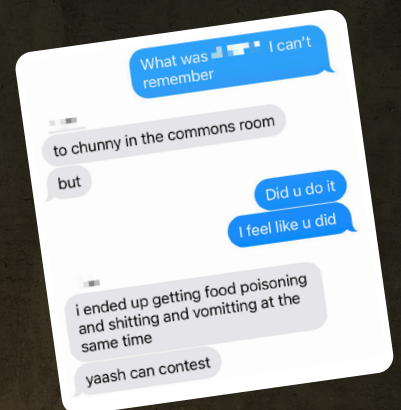 What was I can't
remember
to chunny in the commons room
but
Did u do it
I feel like u did
i ended up getting food poisoning
and shitting and vomitting at the
same time
yaash can contest